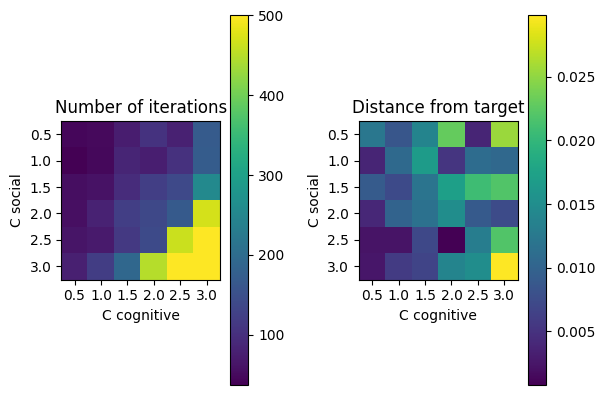 Number of iterations
C social
0.5
1.0
1.5
2.0
2.5
3.0
0.5 1.0 1.5 2.0 2.5 3.0
C cognitive
500
400
300
200
100
Distance from target
C social
0.5
1.0
1.5
2.0
2.5
3.0
0.5 1.0 1.5 2.0 2.5 3.0
C cognitive
0.025
0.020
0.015
0.010
0.005